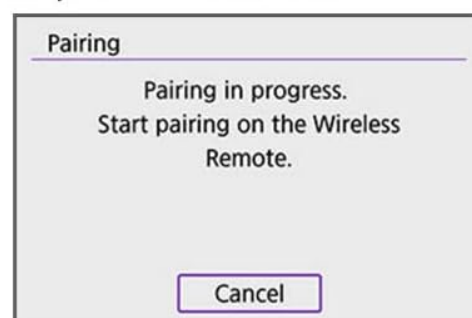 Pairing
Pairing in progress.
Start pairing on the Wireless
Remote.
Cancel